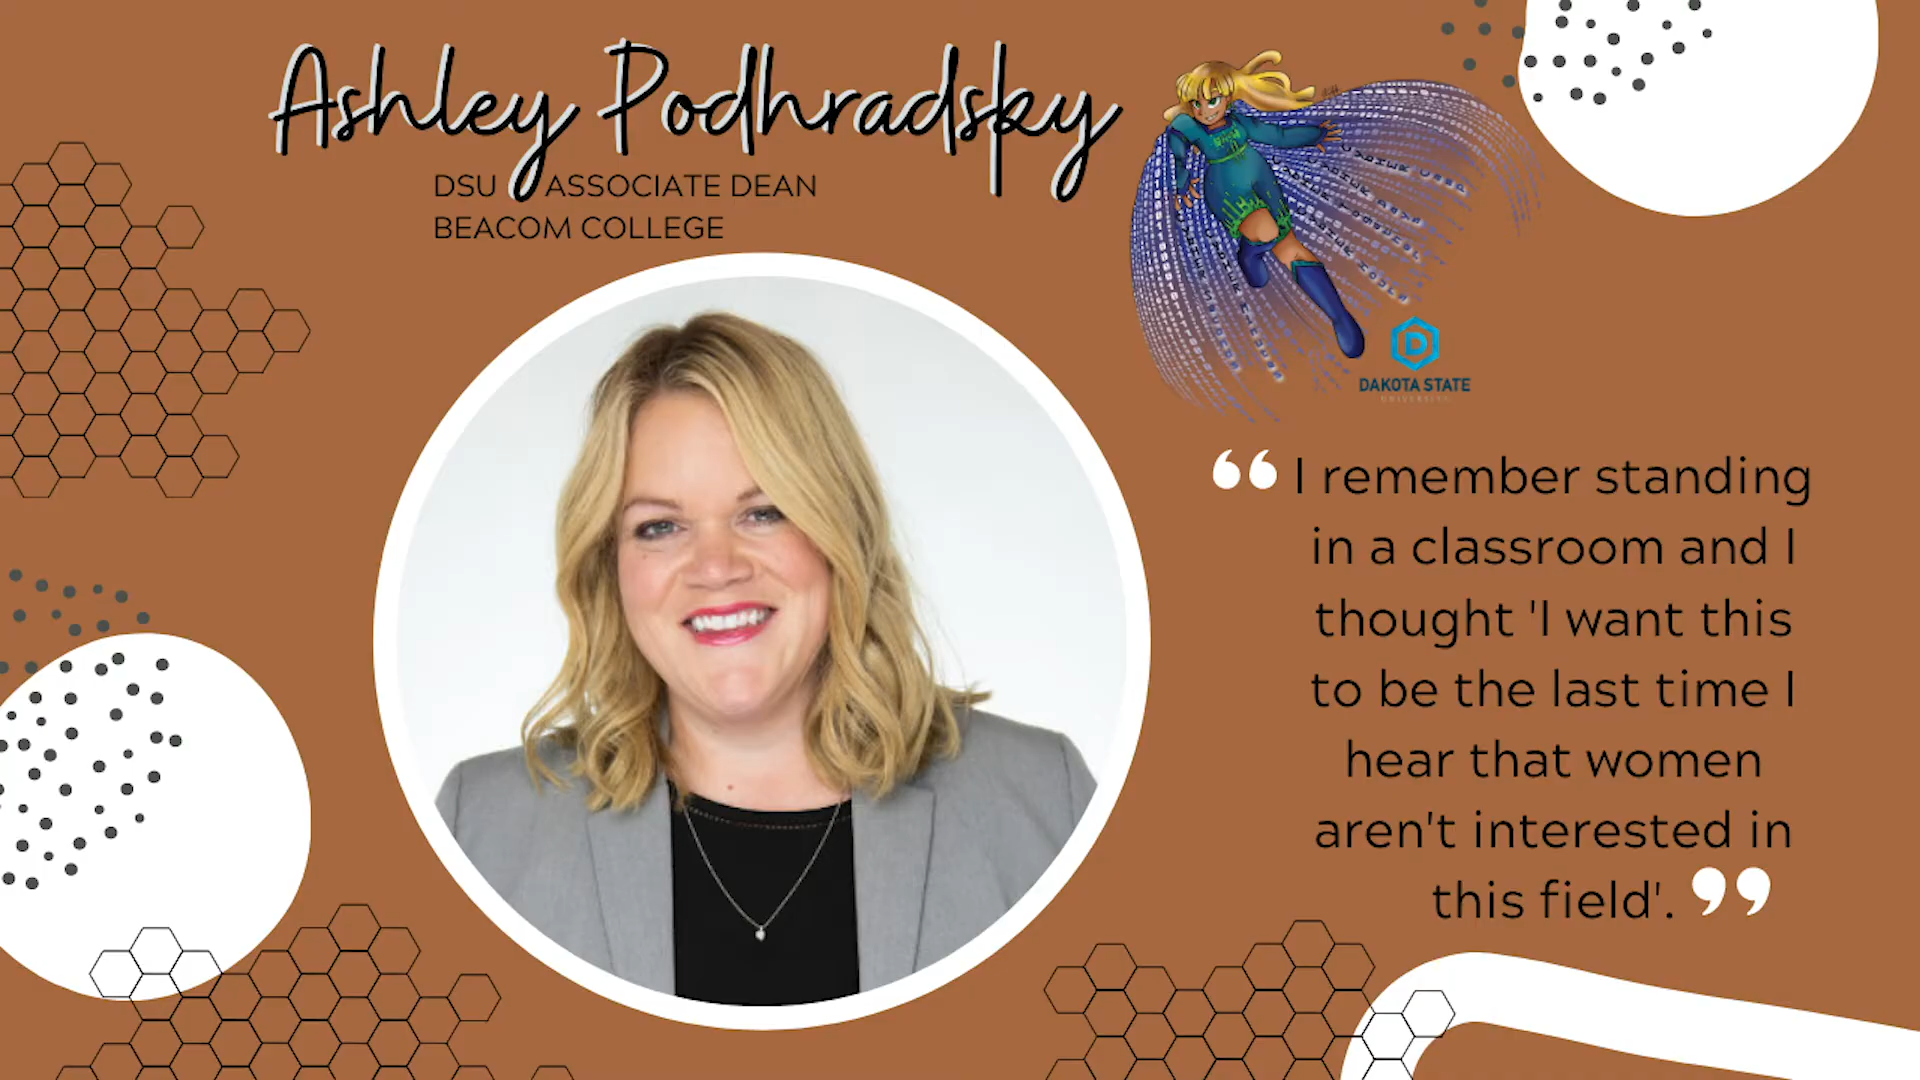 Ashley Podhradsky
DSU ASSOCIATE DEAN
BEACOM COLLEGE
D
DAKOTA STATE
UNIVERSITY
“ I remember standing
in a classroom and I
thought 'I want this
to be the last time I
hear that women
aren't interested in
this field'. ”